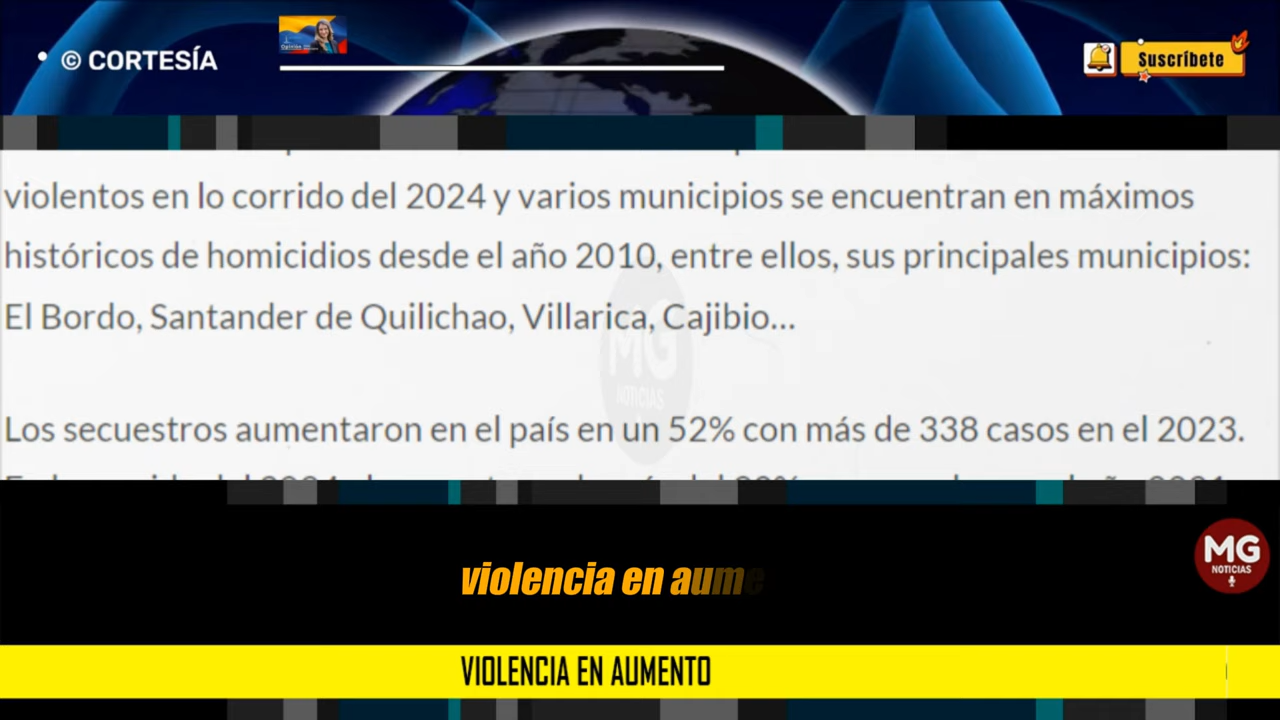 © CORTESÍA
Opinión
Suscríbete
violentos en lo corrido del 2024 y varios municipios se encuentran en máximos
históricos de homicidios desde el año 2010, entre ellos, sus principales municipios:
El Bordo, Santander de Quilichao, Villarica, Cajibio...
MG
NOTICIAS
Los secuestros aumentaron en el país en un 52% con más de 338 casos en el 2023.
violencia en aume
MG
NOTICIAS
VIOLENCIA EN AUMENTO